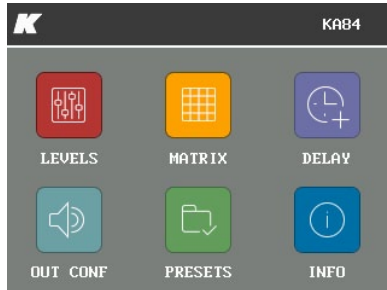 K KA84
LEVELS MATRIX DELAY
OUT CONF PRESETS INFO